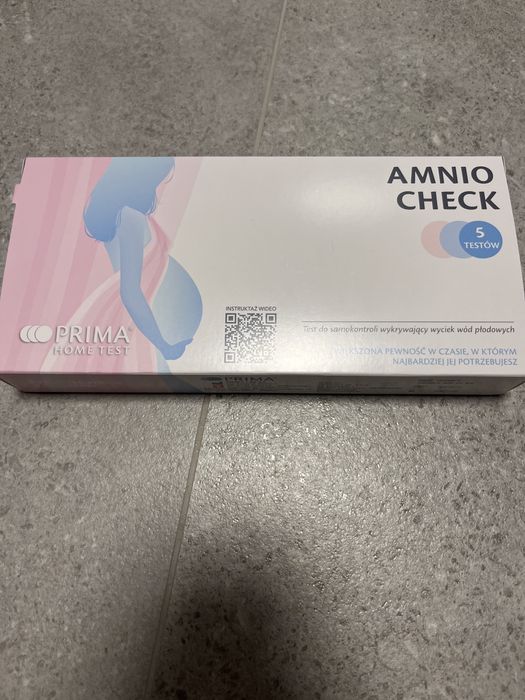 AMNIO
CHECK
5
TESTÓW
INSTRUKTAŻ WIDEO
Test do samokontroli wykrywający wyciek wód płodowych
PRIMA®
HOME TEST
ZWIĘKSZONA PEWNOŚĆ W CZASIE, W KTÓRYM
NAJBARDZIEJ JEJ POTRZEBUJESZ
PRIMA